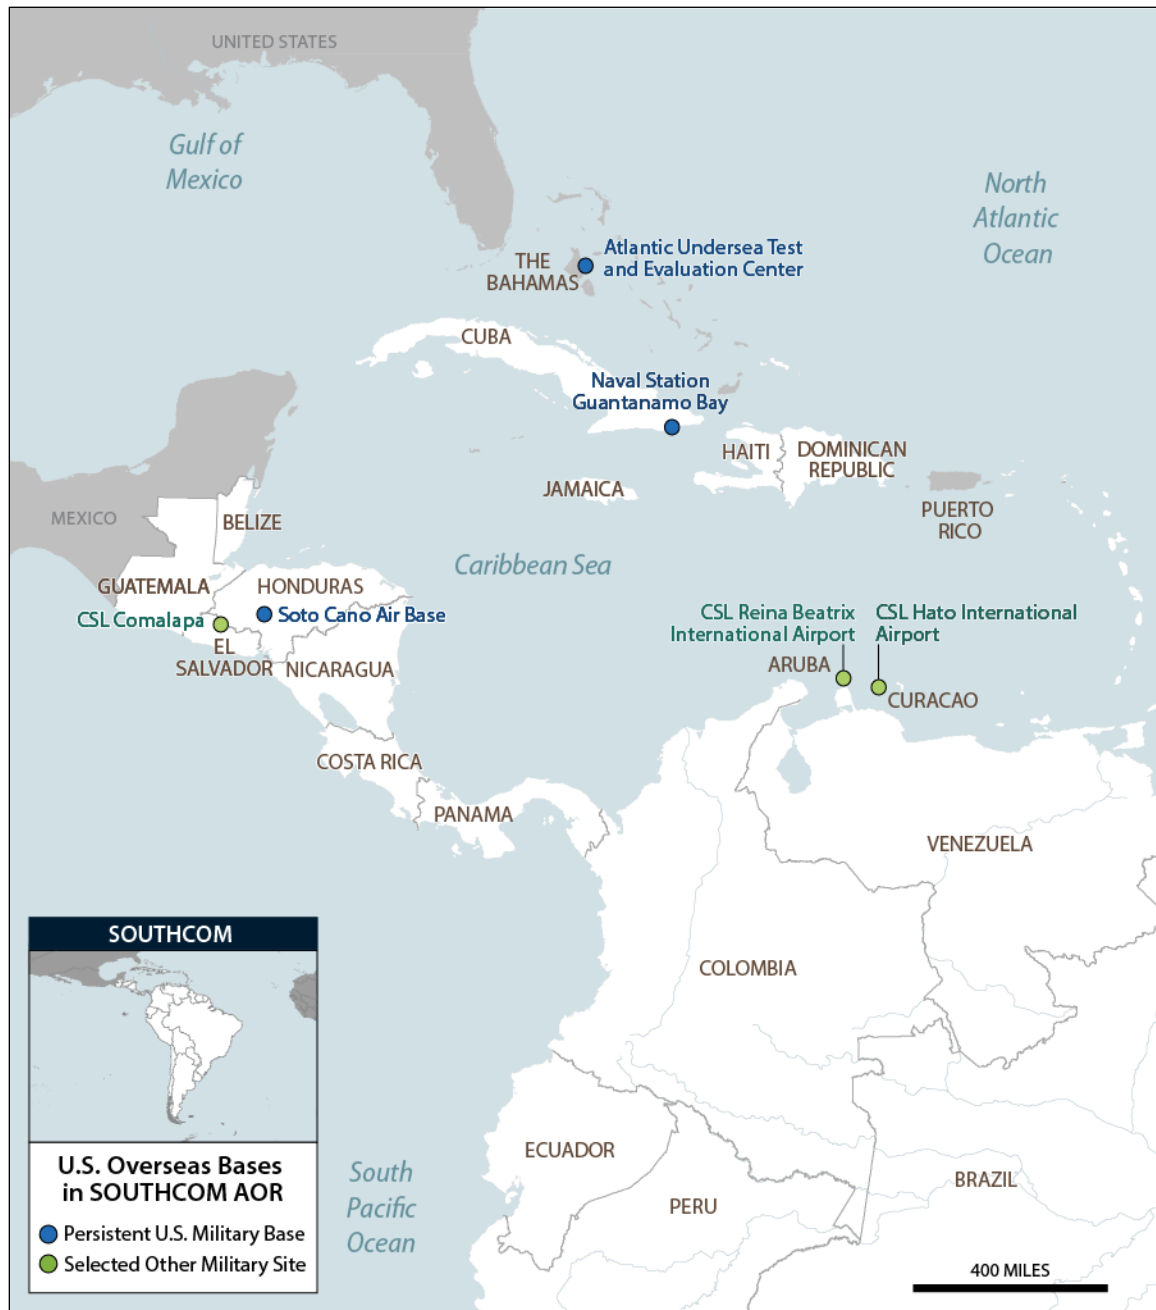 UNITED STATES
Gulf of
Mexico
North
Atlantic
Ocean
Atlantic Undersea Test
and Evaluation Center
THE
BAHAMAS
CUBA
Naval Station
Guantanamo Bay
HAITI
DOMINICAN
REPUBLIC
JAMAICA
PUERTO
RICO
MEXICO
BELIZE
Caribbean Sea
GUATEMALA
HONDURAS
CSL Comalapa
Soto Cano Air Base
EL
SALVADOR
NICARAGUA
CSL Reina Beatrix
International Airport
CSL Hato International
Airport
ARUBA
CURACAO
COSTA RICA
PANAMA
VENEZUELA
COLOMBIA
ECUADOR
PERU
BRAZIL
South
Pacific
Ocean
SOUTHCOM
U.S. Overseas Bases
in SOUTHCOM AOR
Persistent U.S. Military Base
Selected Other Military Site
400 MILES